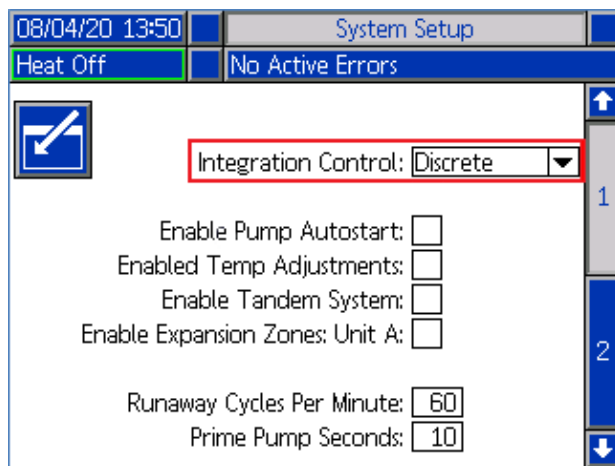 08/04/20 13:50 System Setup
Heat Off No Active Errors
Integration Control: Discrete
1
Enable Pump Autostart:
Enabled Temp Adjustments:
Enable Tandem System:
Enable Expansion Zones: Unit A:
2
Runaway Cycles Per Minute: 60
Prime Pump Seconds: 10